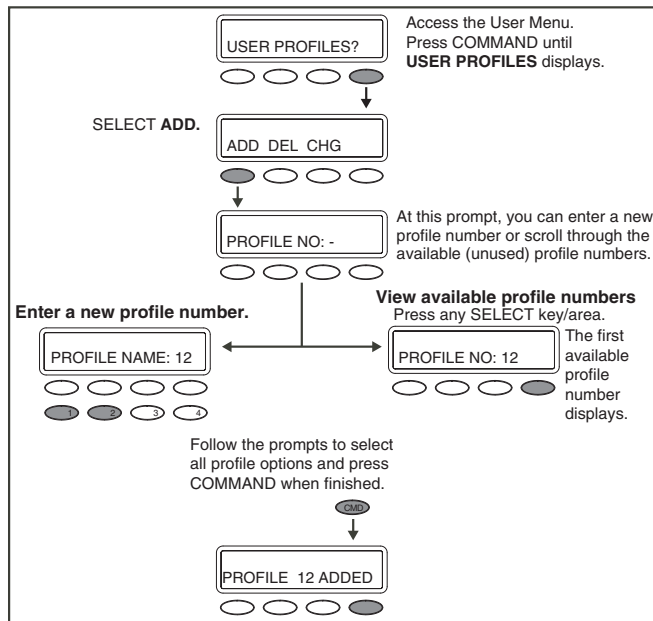 USER PROFILES?
Access the User Menu.
Press COMMAND until
USER PROFILES displays.
SELECT ADD.
ADD DEL CHG
PROFILE NO: -
At this prompt, you can enter a new
profile number or scroll through the
available (unused) profile numbers.
Enter a new profile number.
PROFILE NAME: 12
1 2 3 4
View available profile numbers
Press any SELECT key/area.
PROFILE NO: 12
The first
available
profile
number
displays.
Follow the prompts to select
all profile options and press
COMMAND when finished.
CMD
PROFILE 12 ADDED